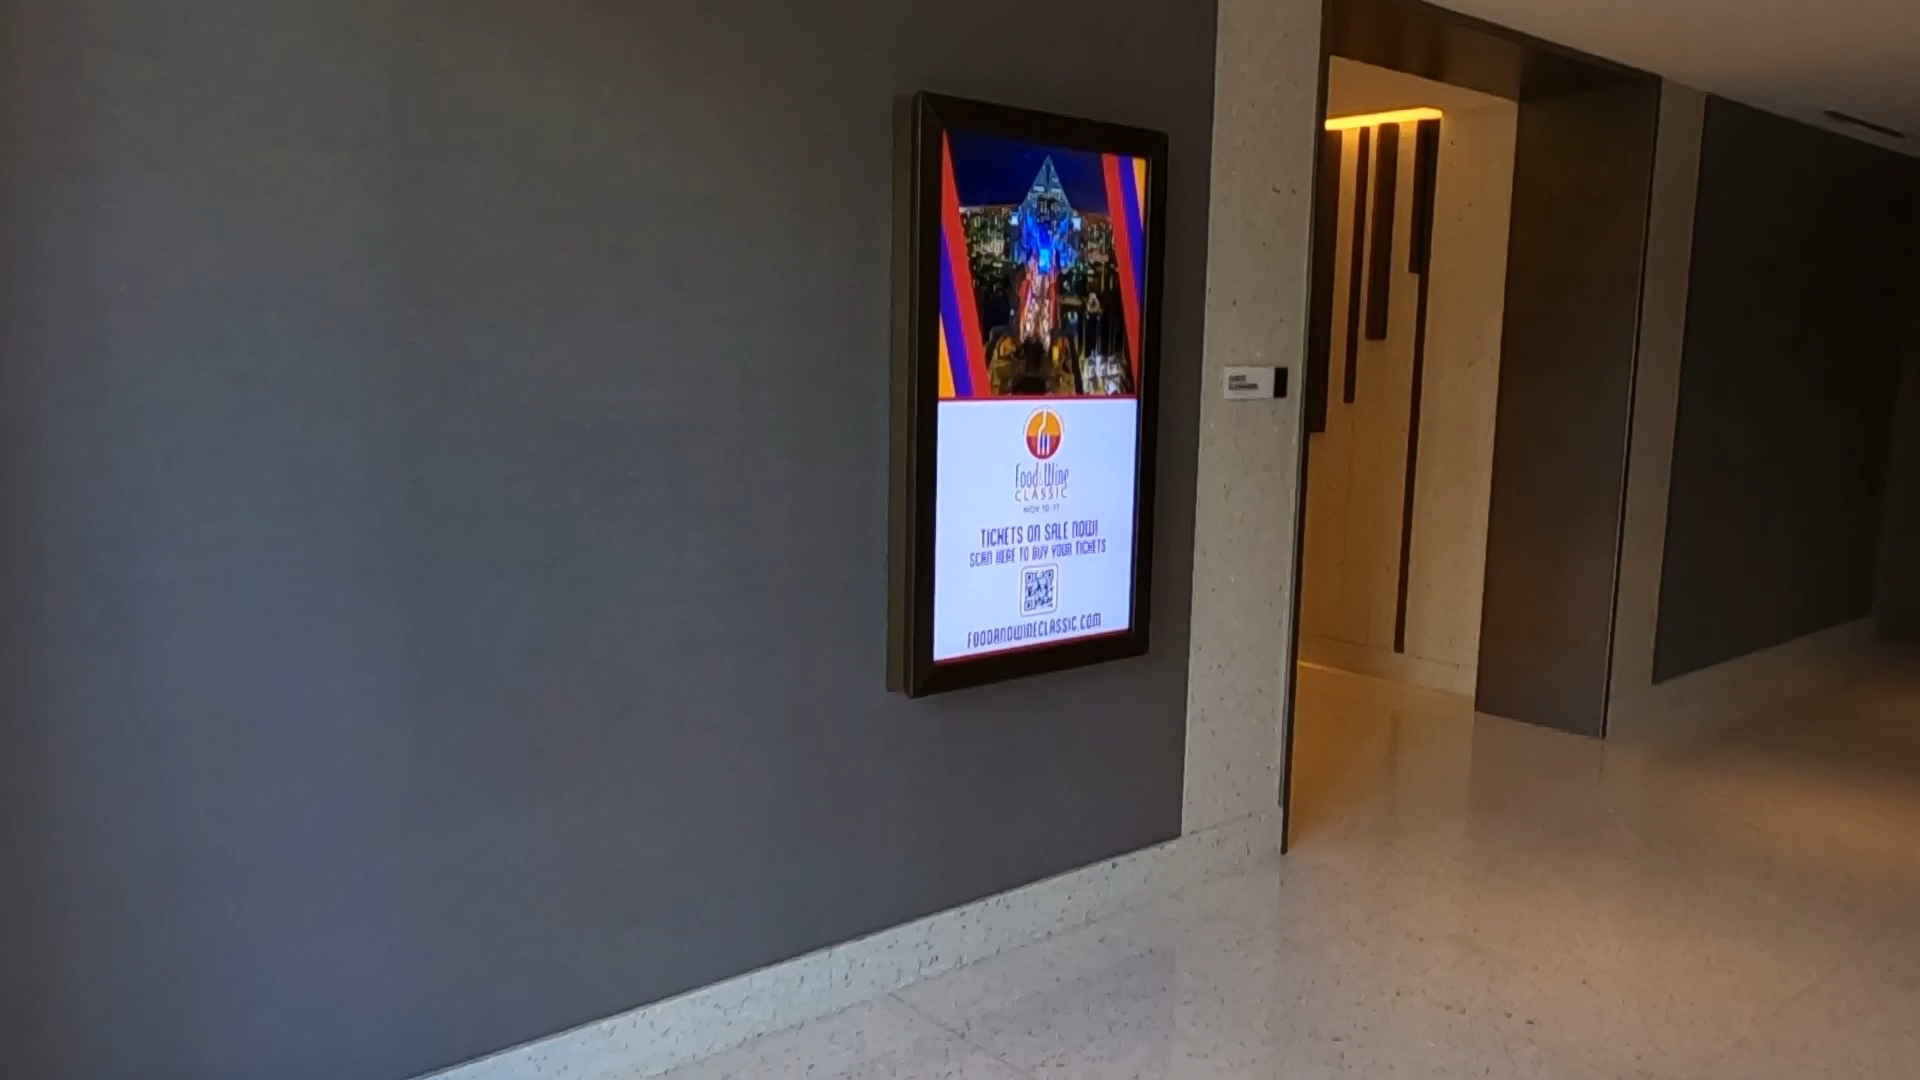 Food & Wine
CLASSIC
TICKETS ON SALE NOW!
SCAN HERE TO BUY YOUR TICKETS
FOODANDWINECLASSIC.COM